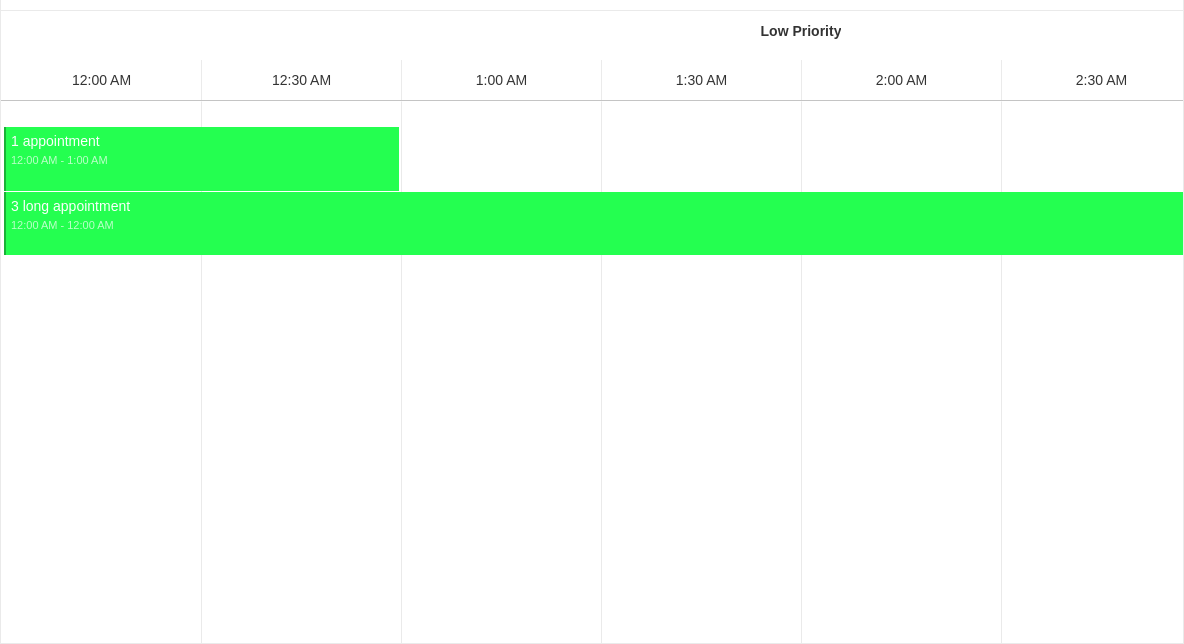 Low Priority
12:00 AM
12:30 AM
1:00 AM
1:30 AM
2:00 AM
2:30 AM
1 appointment
12:00 AM - 1:00 AM
3 long appointment
12:00 AM - 12:00 AM